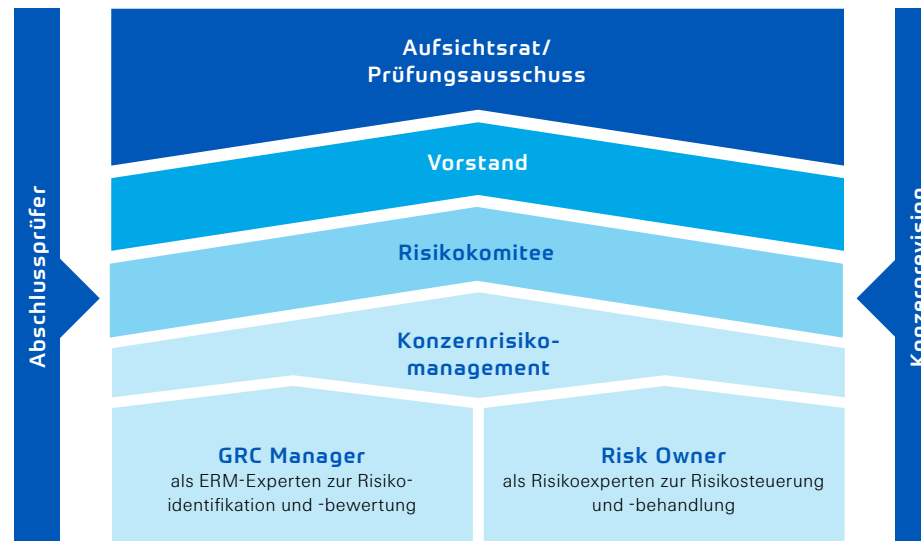 Aufsichtsrat/
Prüfungsausschuss
Vorstand
Risikokomitee
Konzernrisiko-
management
GRC Manager
als ERM-Experten zur Risiko-
identifikation und -bewertung
Risk Owner
als Risikoexperten zur Risikosteuerung
und -behandlung
Abschlussprüfer
Konzernrevision